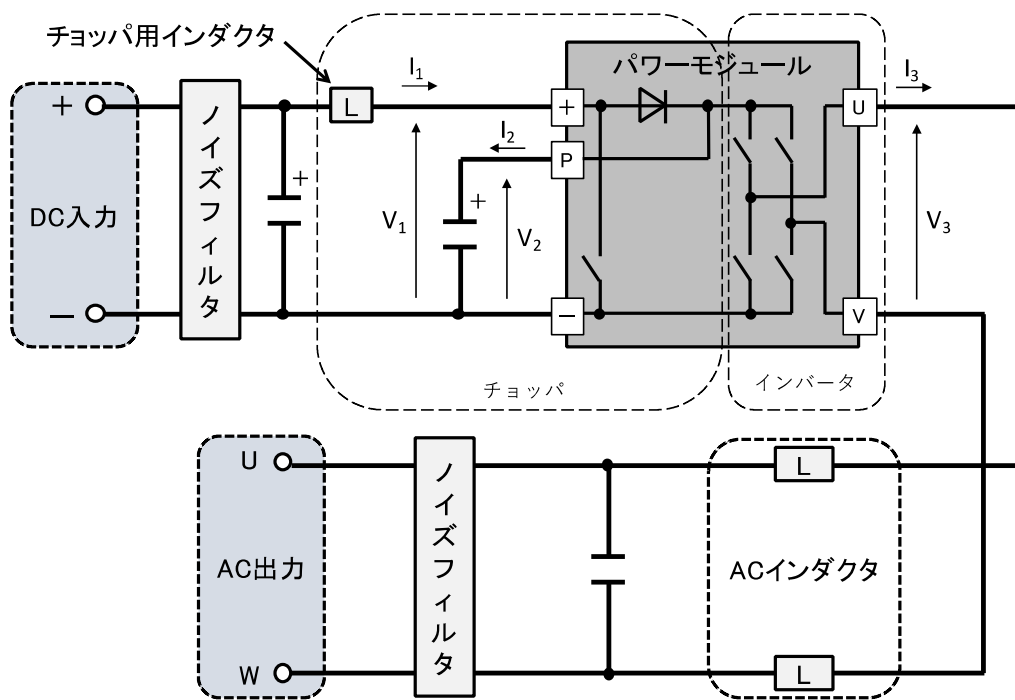 チョッパ用インダクタ
DC入力
+
−
ノイズフィルタ
+
L
I1
V1
I2
+
V2
パワーモジュール
+
P
−
U
V
I3
V3
チョッパ
インバータ
AC出力
U
W
ノイズフィルタ
L
ACインダクタ
L